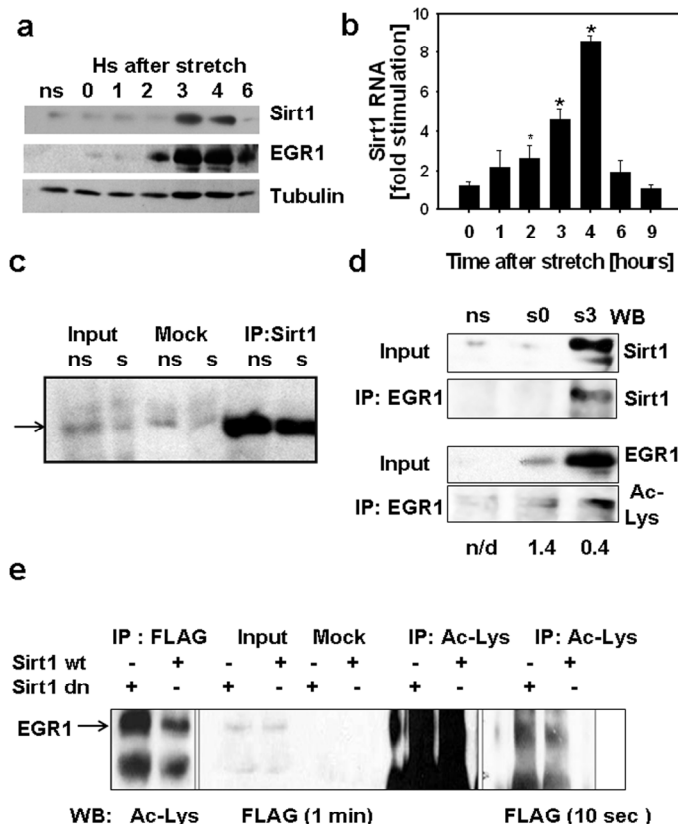 a
Hs after stretch
ns 0 1 2 3 4 6
Sirt1
EGR1
Tubulin
b
Sirt1 RNA
[fold stimulation]
10
8
6
4
2
0
* * *
0 1 2 3 4 6 9
Time after stretch [hours]
c
Input Mock IP:Sirt1
ns s ns s ns s
d
ns s0 s3 WB
Input Sirt1
IP: EGR1 Sirt1
Input EGR1
IP: EGR1 Ac-
Lys
n/d 1.4 0.4
e
IP : FLAG Input Mock IP: Ac-Lys IP: Ac-Lys
Sirt1 wt - + - + - + - + - +
Sirt1 dn + - + - + - + - + -
EGR1
WB: Ac-Lys FLAG (1 min) FLAG (10 sec )